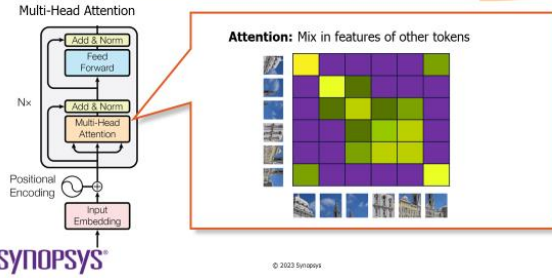 Multi-Head Attention
Add & Norm
Feed
Forward
Nx
Add & Norm
Multi-Head
Attention
Positional
Encoding
Input
Embedding
Attention: Mix in features of other tokens
SYNOPSYS®
© 2023 Synopsys